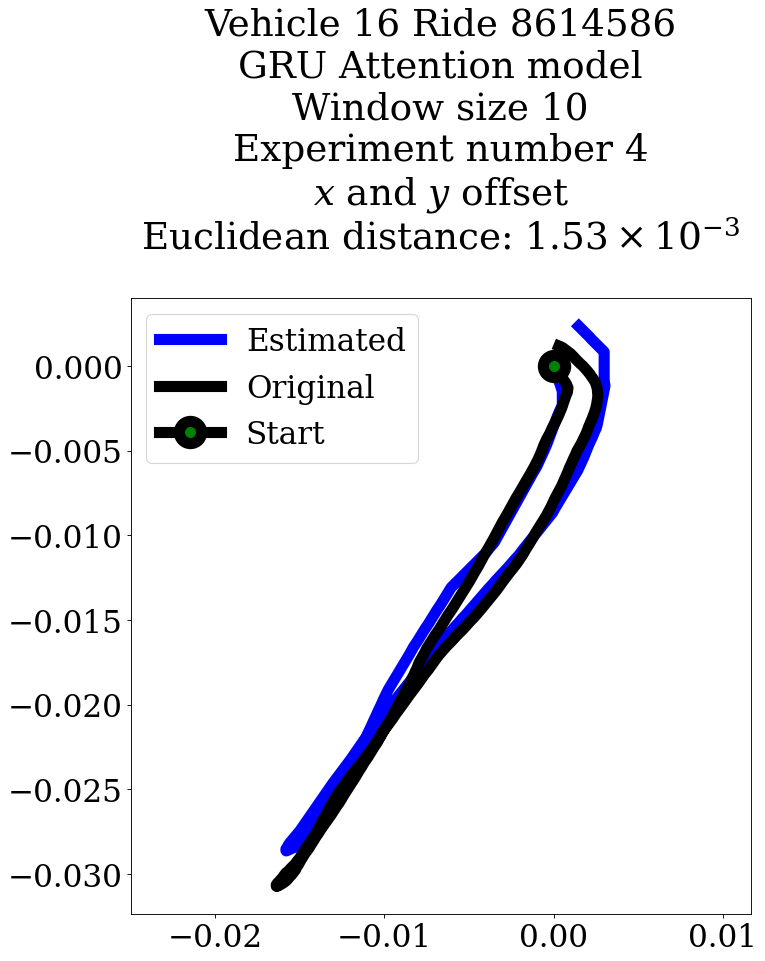 Vehicle 16 Ride 8614586
GRU Attention model
Window size 10
Experiment number 4
x and y offset
Euclidean distance: 1.53 × 10⁻³
Estimated
Original
Start
0.000
−0.005
−0.010
−0.015
−0.020
−0.025
−0.030
−0.02
−0.01
0.00
0.01